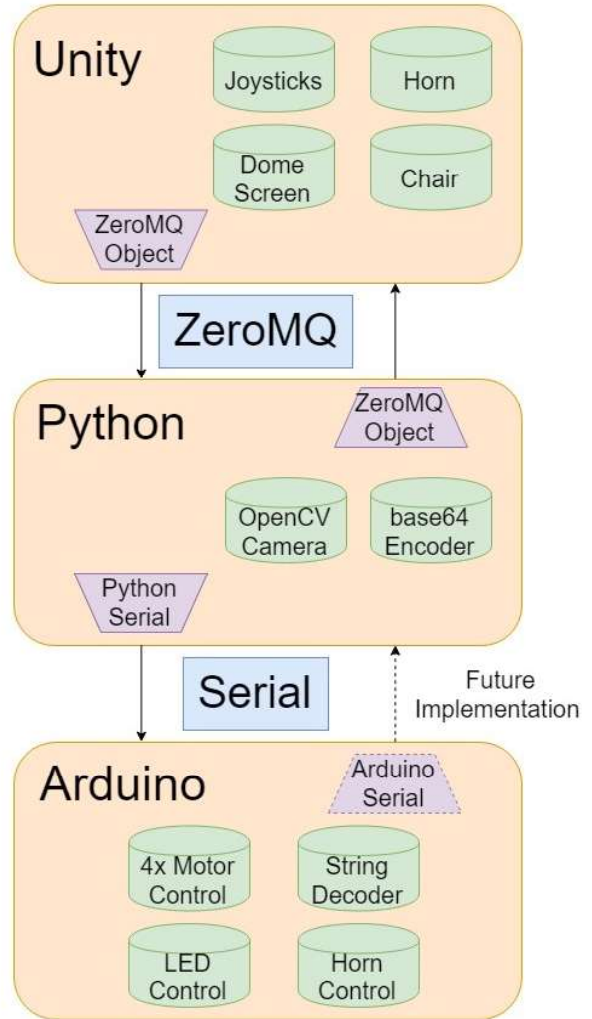 Unity
Joysticks
Horn
Dome
Screen
Chair
ZeroMQ
Object
ZeroMQ
Python
ZeroMQ
Object
OpenCV
Camera
base64
Encoder
Python
Serial
Serial
Future
Implementation
Arduino
Arduino
Serial
4x Motor
Control
String
Decoder
LED
Control
Horn
Control